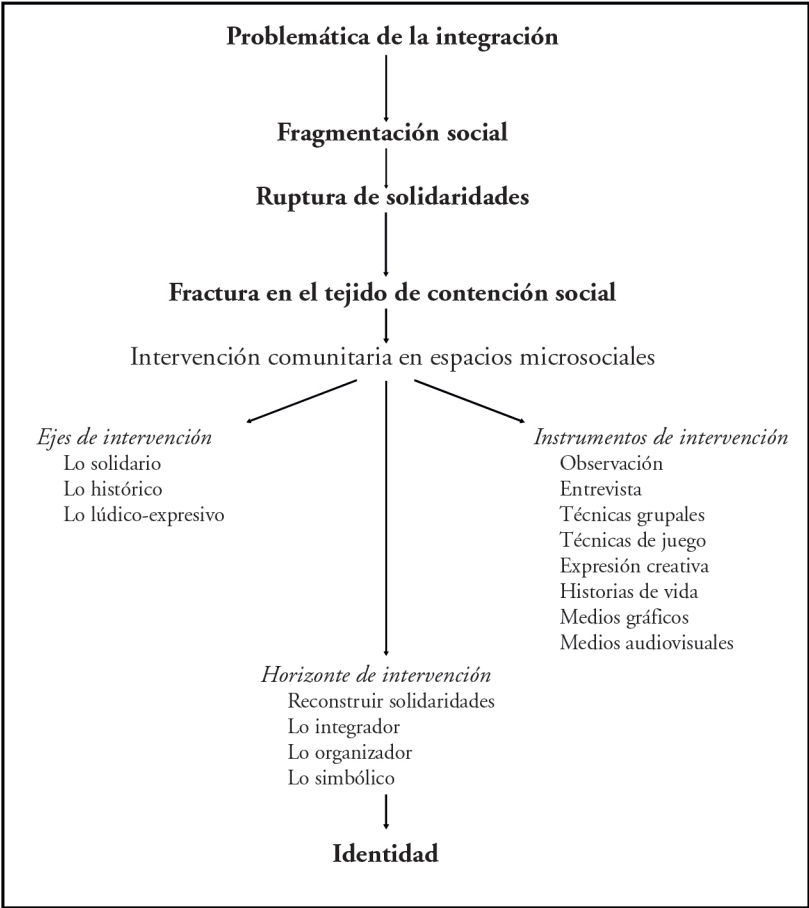 Problemática de la integración
Fragmentación social
Ruptura de solidaridades
Fractura en el tejido de contención social
Intervención comunitaria en espacios microsociales
Ejes de intervención
Lo solidario
Lo histórico
Lo lúdico-expresivo
Instrumentos de intervención
Observación
Entrevista
Técnicas grupales
Técnicas de juego
Expresión creativa
Historias de vida
Medios gráficos
Medios audiovisuales
Horizonte de intervención
Reconstruir solidaridades
Lo integrador
Lo organizador
Lo simbólico
Identidad